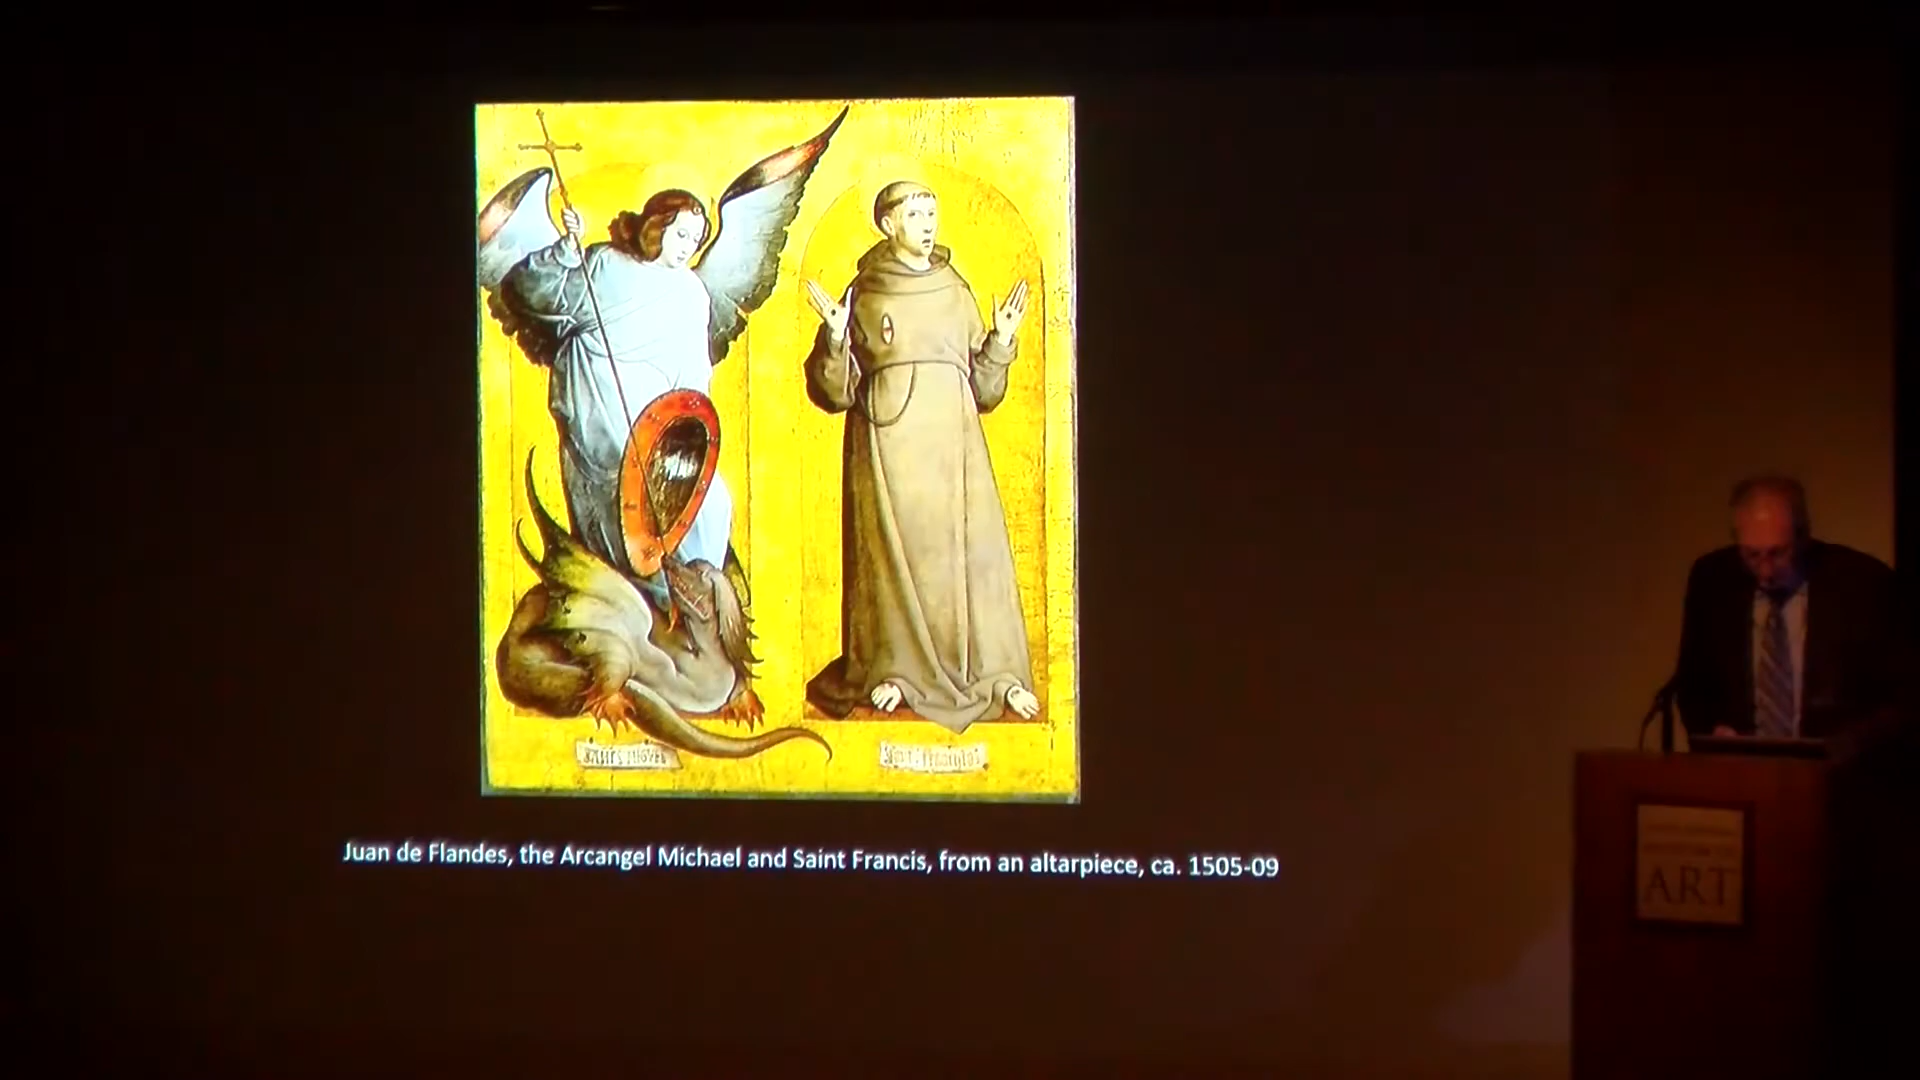 Juan de Flandes, the Arcangel Michael and Saint Francis, from an altarpiece, ca. 1505-09
ART